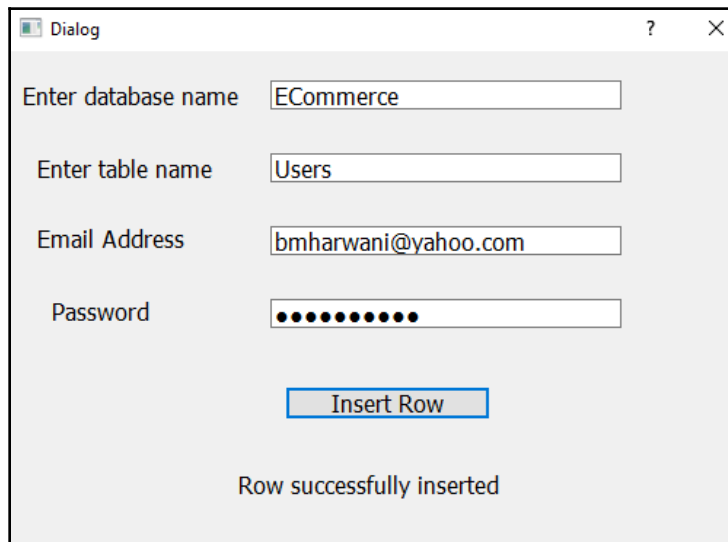 Dialog ?
Enter database name ECommerce
Enter table name Users
Email Address bmharwani@yahoo.com
Password ●●●●●●●●●●
Insert Row
Row successfully inserted